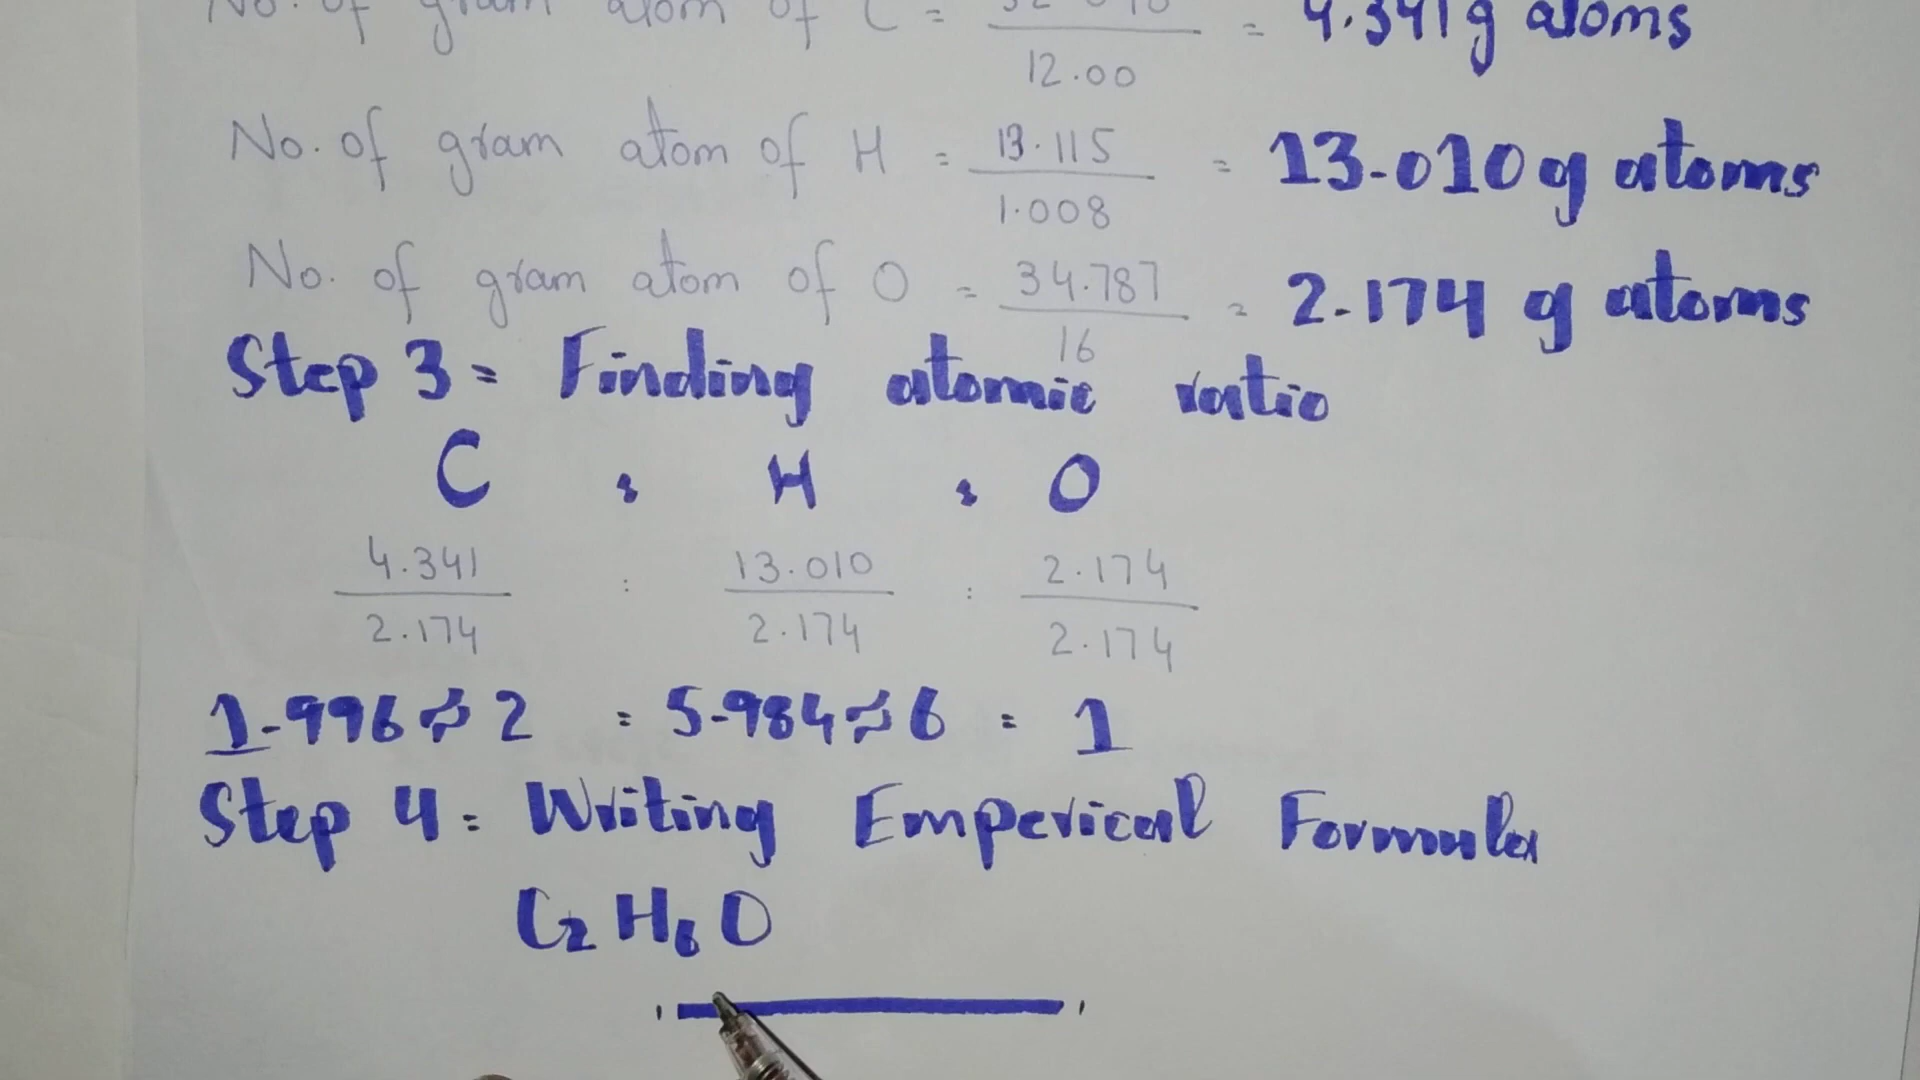 No. of gram atom of C = = 4.341 g atoms
12.00
No. of gram atom of H = 13.115 = 13.010 g atoms
1.008
No. of gram atom of O = 34.787 = 2.174 g atoms
16
Step 3 = Finding atomic ratio
C : H : O
4.341 : 13.010 : 2.174
2.174 2.174 2.174
1.996 ≈ 2 = 5.984 ≈ 6 = 1
Step 4 = Writing Emperical Formula
C₂H₆O